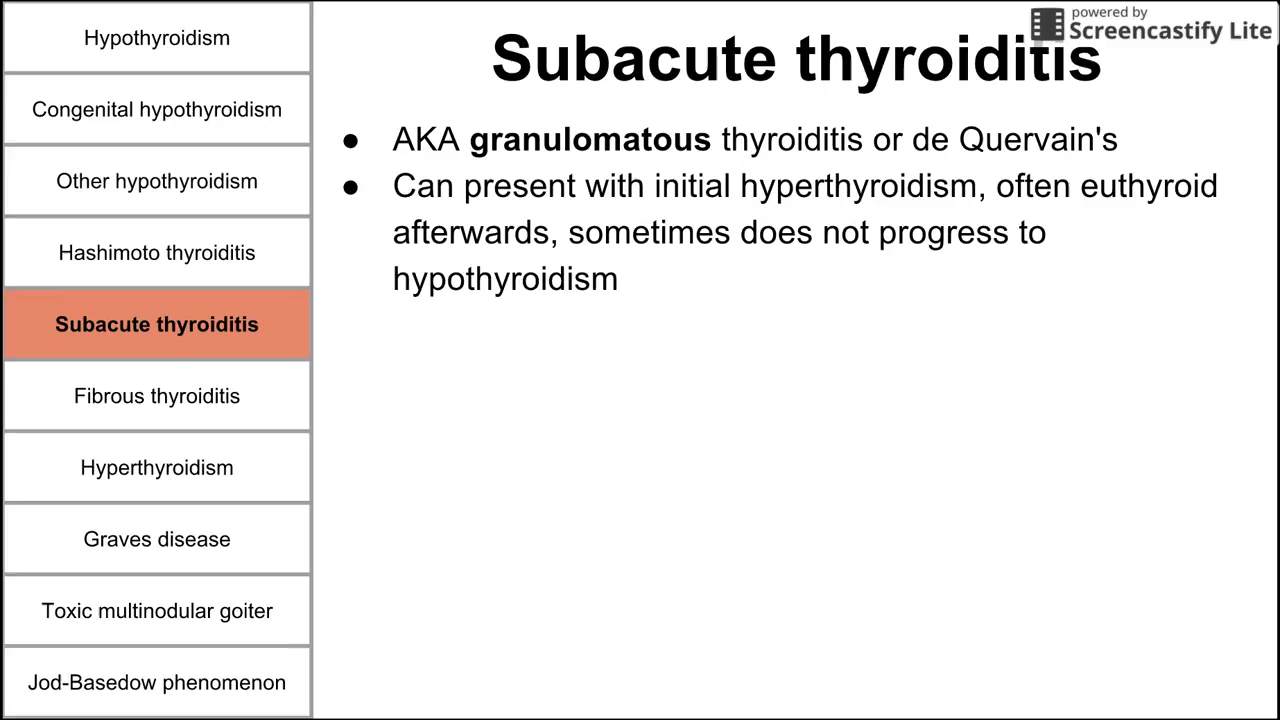 Hypothyroidism
Congenital hypothyroidism
Other hypothyroidism
Hashimoto thyroiditis
Subacute thyroiditis
Fibrous thyroiditis
Hyperthyroidism
Graves disease
Toxic multinodular goiter
Jod-Basedow phenomenon
powered by
Screencastify Lite
Subacute thyroiditis
● AKA granulomatous thyroiditis or de Quervain's
● Can present with initial hyperthyroidism, often euthyroid
afterwards, sometimes does not progress to
hypothyroidism